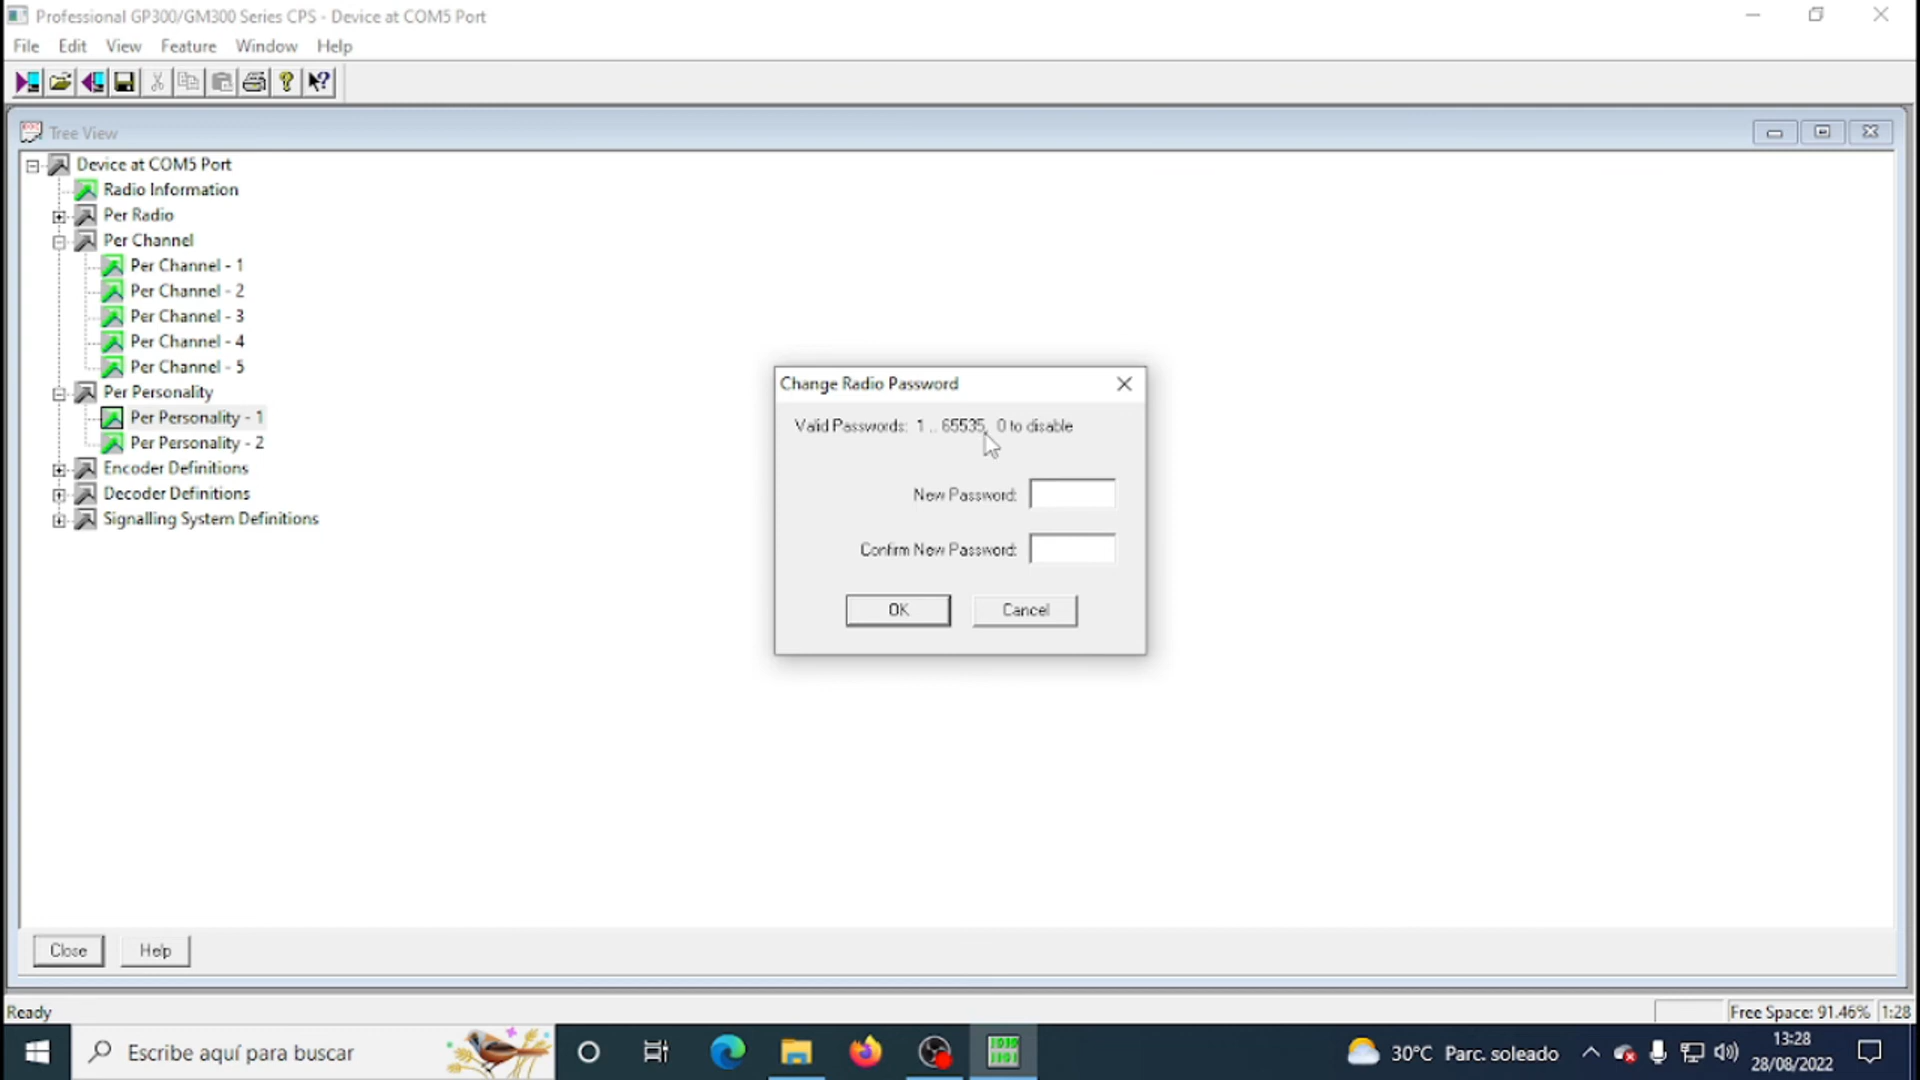 Professional GP300/GM300 Series CPS - Device at COM5 Port
File Edit View Feature Window Help
Tree View
Device at COM5 Port
Radio Information
Per Radio
Per Channel
Per Channel - 1
Per Channel - 2
Per Channel - 3
Per Channel - 4
Per Channel - 5
Per Personality
Per Personality - 1
Per Personality - 2
Encoder Definitions
Decoder Definitions
Signalling System Definitions
Change Radio Password
Valid Passwords: 1 .. 65535, 0 to disable
New Password:
Confirm New Password:
OK Cancel
Close Help
Ready
Free Space: 91.46% 1:28
Escribe aquí para buscar
30°C Parc. soleado
13:28
28/08/2022